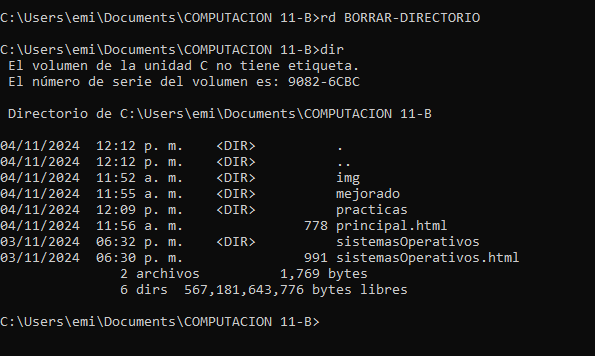 C:\Users\emi\Documents\COMPUTACION 11-B>rd BORRAR-DIRECTORIO
C:\Users\emi\Documents\COMPUTACION 11-B>dir
El volumen de la unidad C no tiene etiqueta.
El número de serie del volumen es: 9082-6CBC
Directorio de C:\Users\emi\Documents\COMPUTACION 11-B
04/11/2024  12:12 p. m.    <DIR>          .
04/11/2024  12:12 p. m.    <DIR>          ..
04/11/2024  11:52 a. m.    <DIR>          img
04/11/2024  11:55 a. m.    <DIR>          mejorado
04/11/2024  12:09 p. m.    <DIR>          practicas
04/11/2024  11:56 a. m.               778 principal.html
03/11/2024  06:32 p. m.    <DIR>          sistemasOperativos
03/11/2024  06:30 p. m.               991 sistemasOperativos.html
2 archivos          1,769 bytes
6 dirs  567,181,643,776 bytes libres
C:\Users\emi\Documents\COMPUTACION 11-B>